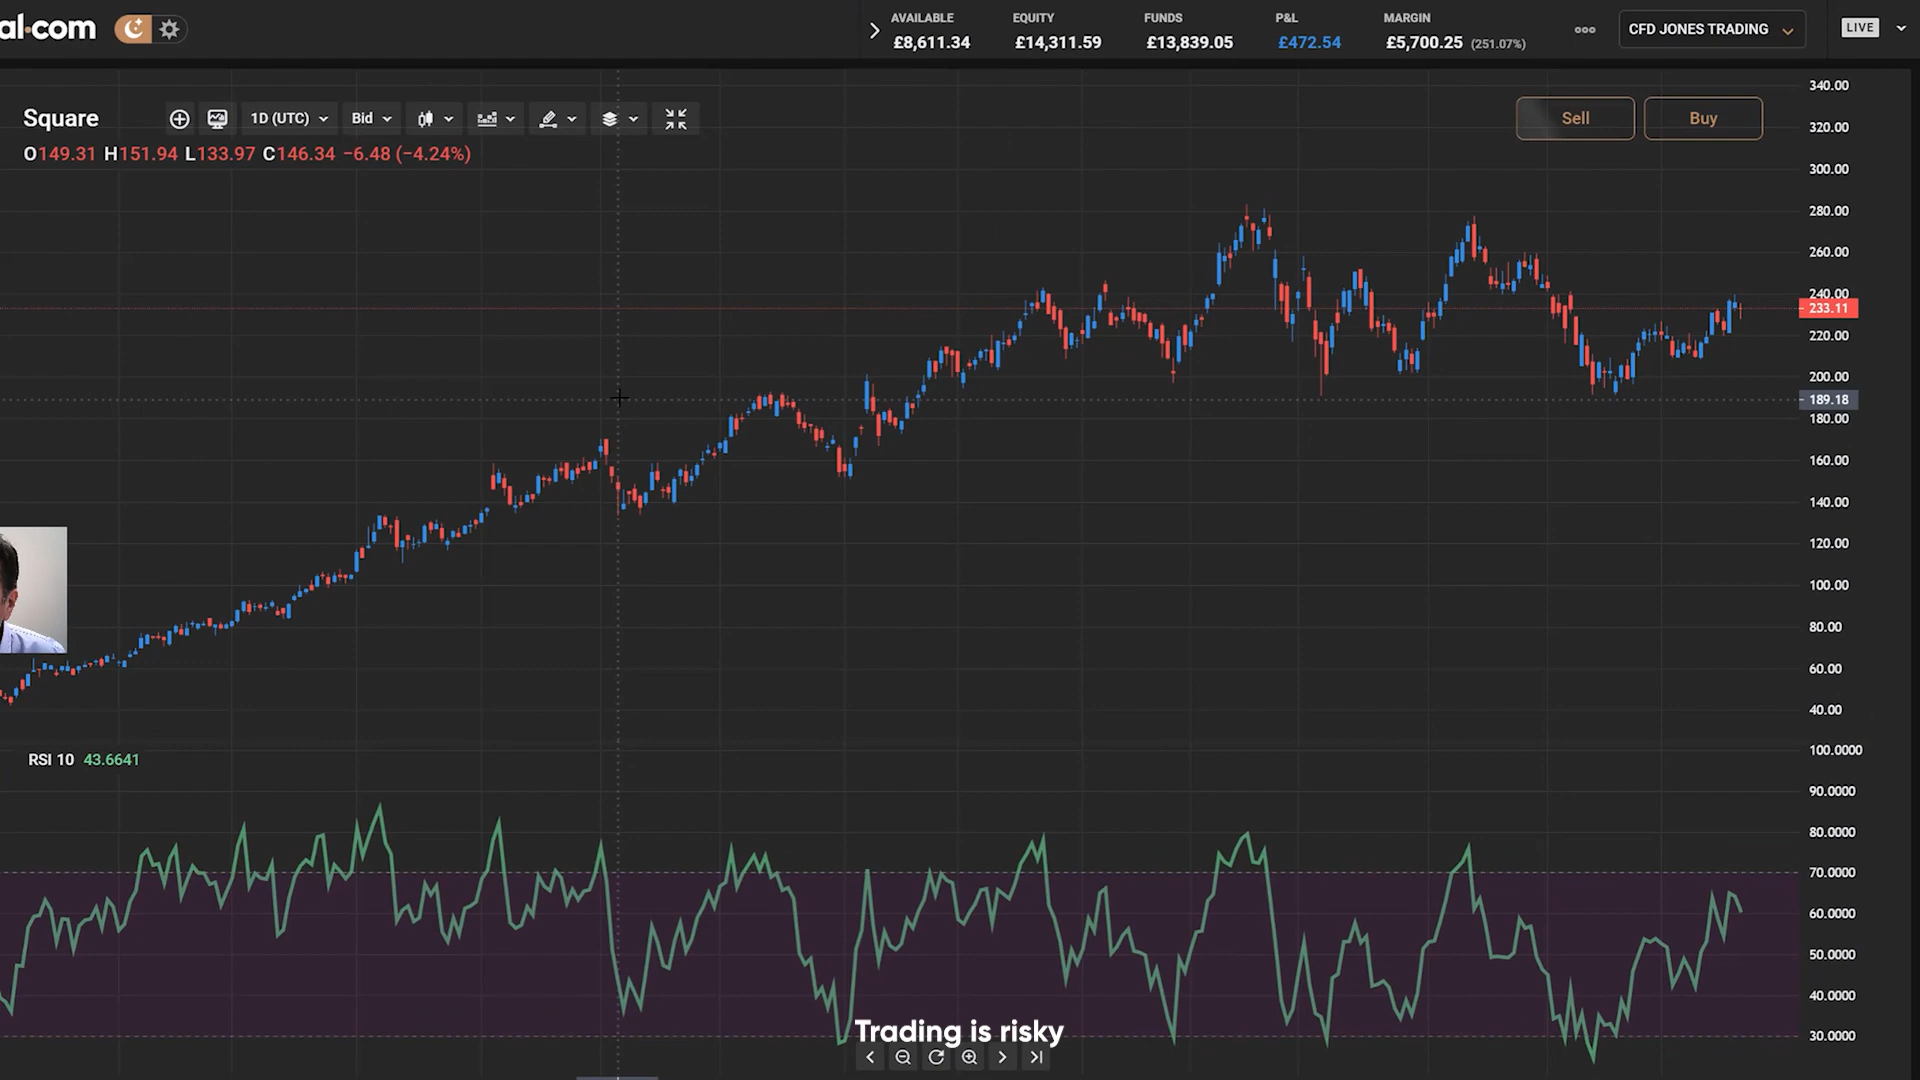 al.com
AVAILABLE
£8,611.34
EQUITY
£14,311.59
FUNDS
£13,839.05
P&L
£472.54
MARGIN
£5,700.25 (251.07%)
CFD JONES TRADING
LIVE
Square
1D (UTC)
Bid
Sell
Buy
O149.31 H151.94 L133.97 C146.34 −6.48 (−4.24%)
340.00
320.00
300.00
280.00
260.00
240.00
233.11
220.00
200.00
189.18
180.00
160.00
140.00
120.00
100.00
80.00
60.00
40.00
RSI 10 43.6641
100.0000
90.0000
80.0000
70.0000
60.0000
50.0000
40.0000
30.0000
Trading is risky